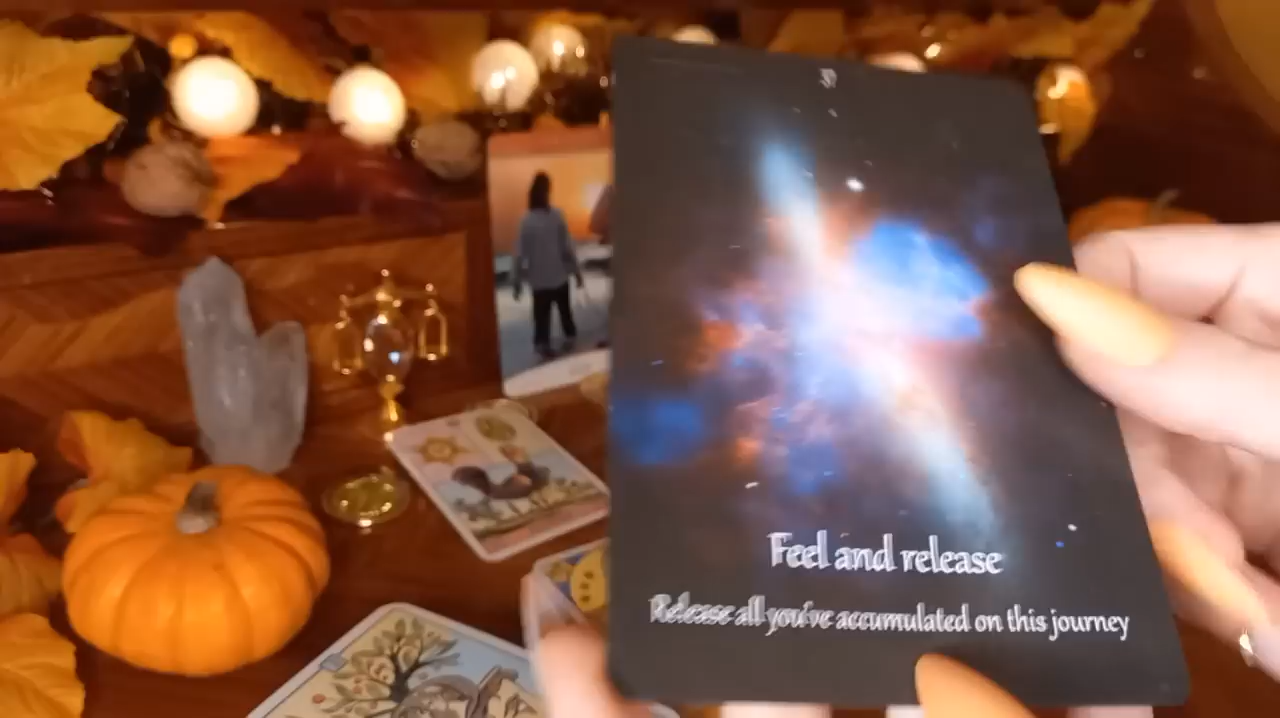 Feel and release
Release all you've accumulated on this journey